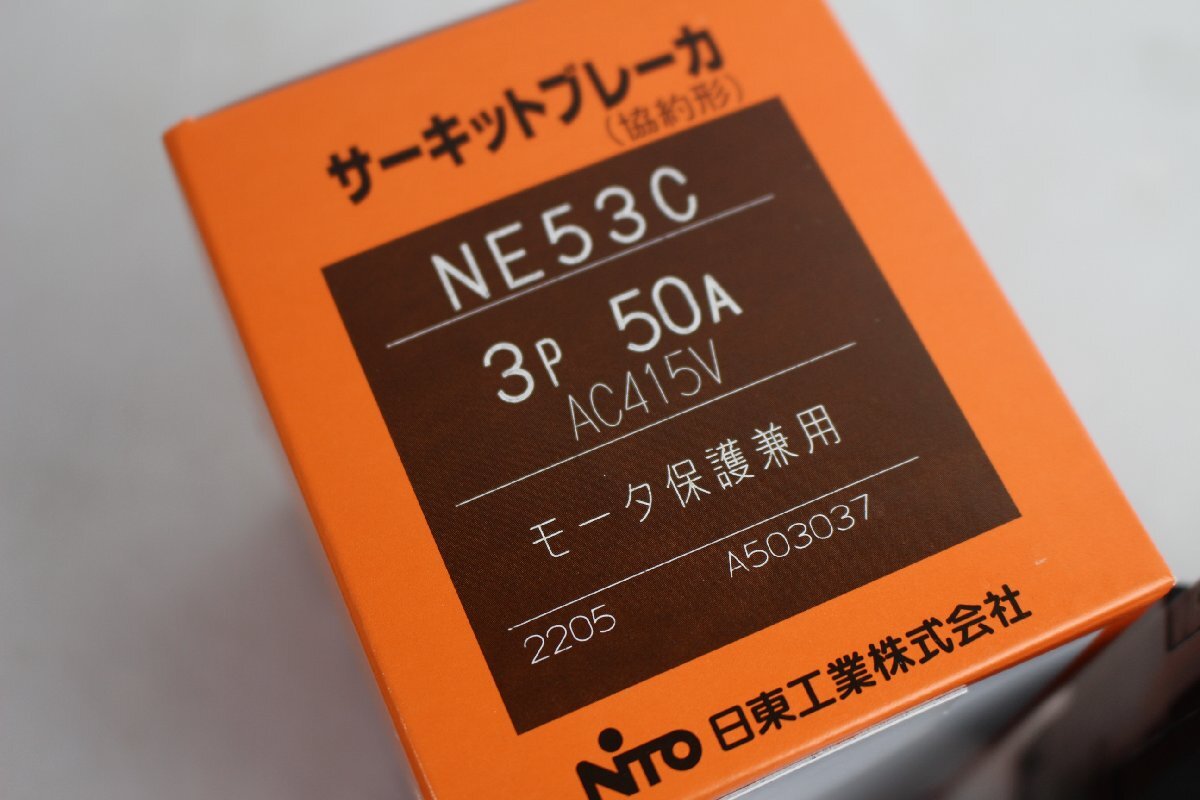 サーキットブレーカ
(協約形)
NE53C
3P 50A
AC415V
モータ保護兼用
2205 A503037
NiTO 日東工業株式会社